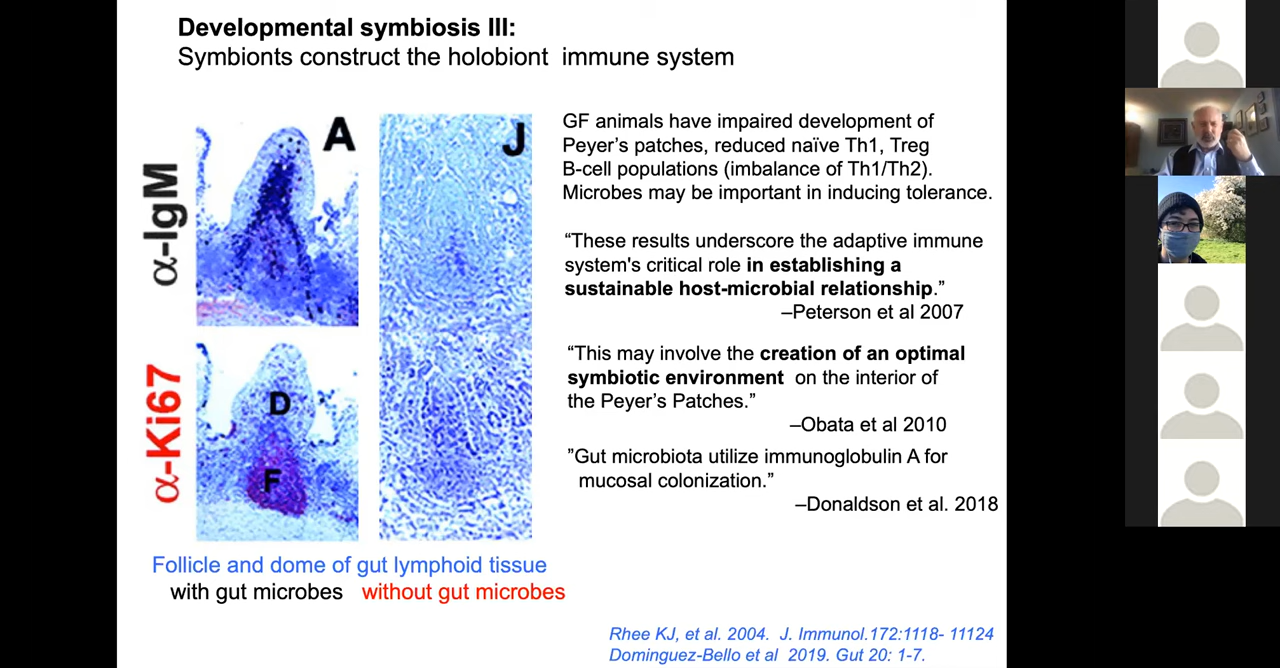 Developmental symbiosis III:
Symbionts construct the holobiont immune system
α-IgM
A
J
α-Ki67
D
F
GF animals have impaired development of
Peyer’s patches, reduced naïve Th1, Treg
B-cell populations (imbalance of Th1/Th2).
Microbes may be important in inducing tolerance.
“These results underscore the adaptive immune
system's critical role in establishing a
sustainable host-microbial relationship.”
–Peterson et al 2007
“This may involve the creation of an optimal
symbiotic environment on the interior of
the Peyer’s Patches.”
–Obata et al 2010
”Gut microbiota utilize immunoglobulin A for
mucosal colonization.”
–Donaldson et al. 2018
Follicle and dome of gut lymphoid tissue
with gut microbes without gut microbes
Rhee KJ, et al. 2004. J. Immunol.172:1118- 11124
Dominguez-Bello et al 2019. Gut 20: 1-7.